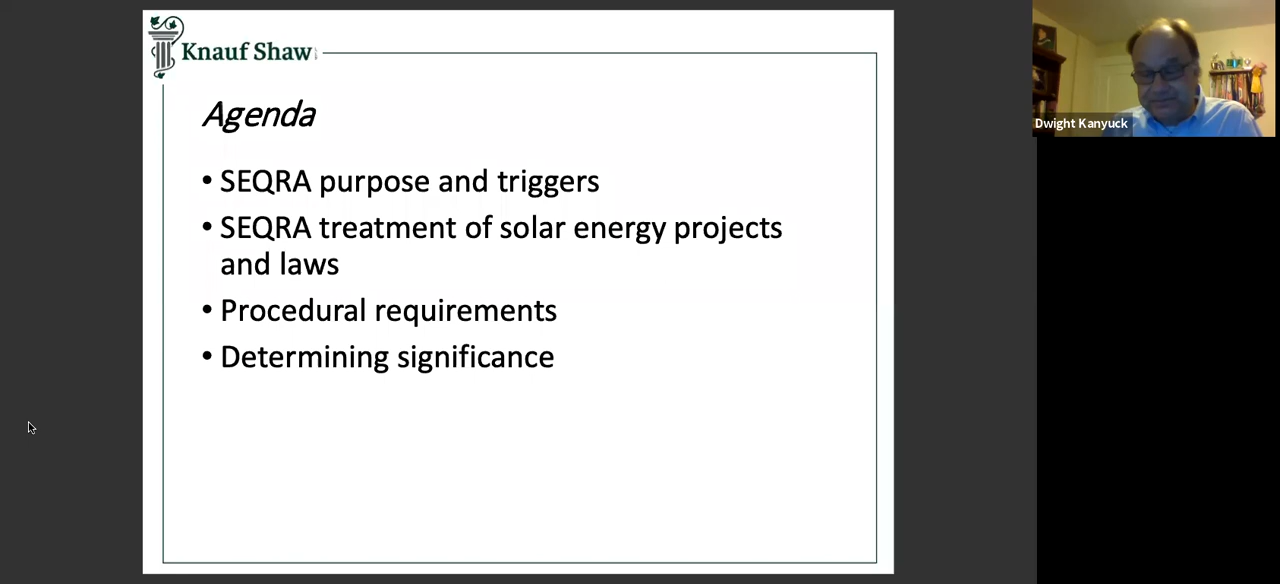 Knauf Shaw
Agenda
• SEQRA purpose and triggers
• SEQRA treatment of solar energy projects
and laws
• Procedural requirements
• Determining significance
Dwight Kanyuck